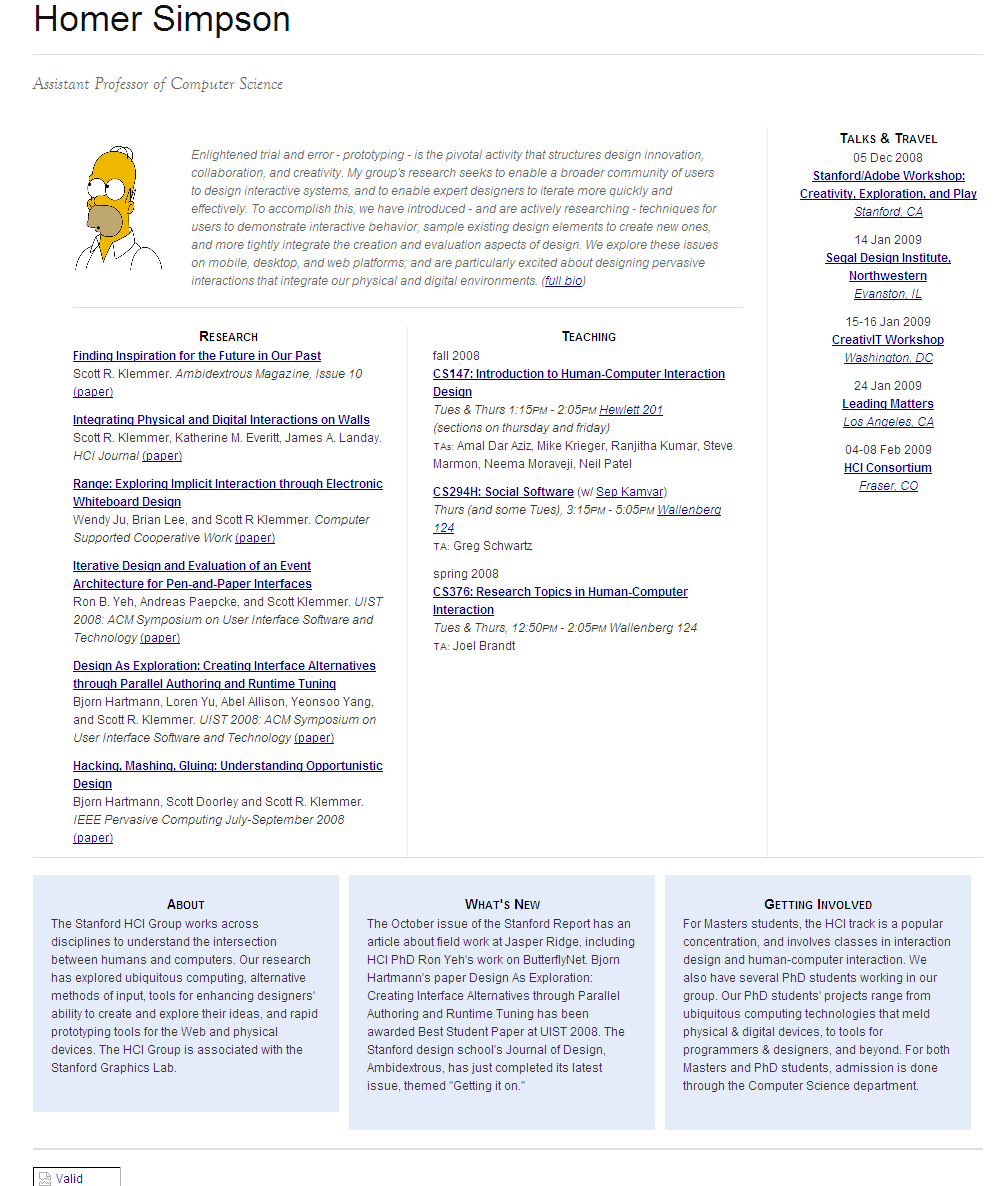 Homer Simpson
Assistant Professor of Computer Science
Enlightened trial and error - prototyping - is the pivotal activity that structures design innovation,
collaboration, and creativity. My group's research seeks to enable a broader community of users
to design interactive systems, and to enable expert designers to iterate more quickly and
effectively. To accomplish this, we have introduced - and are actively researching - techniques for
users to demonstrate interactive behavior, sample existing design elements to create new ones,
and more tightly integrate the creation and evaluation aspects of design. We explore these issues
on mobile, desktop, and web platforms; and are particularly excited about designing pervasive
interactions that integrate our physical and digital environments. (full bio)
Research
Finding Inspiration for the Future in Our Past
Scott R. Klemmer. Ambidextrous Magazine, Issue 10
(paper)
Integrating Physical and Digital Interactions on Walls
Scott R. Klemmer, Katherine M. Everitt, James A. Landay.
HCI Journal (paper)
Range: Exploring Implicit Interaction through Electronic
Whiteboard Design
Wendy Ju, Brian Lee, and Scott R Klemmer. Computer
Supported Cooperative Work (paper)
Iterative Design and Evaluation of an Event
Architecture for Pen-and-Paper Interfaces
Ron B. Yeh, Andreas Paepcke, and Scott Klemmer. UIST
2008: ACM Symposium on User Interface Software and
Technology (paper)
Design As Exploration: Creating Interface Alternatives
through Parallel Authoring and Runtime Tuning
Bjorn Hartmann, Loren Yu, Abel Allison, Yeonsoo Yang,
and Scott R. Klemmer. UIST 2008: ACM Symposium on
User Interface Software and Technology (paper)
Hacking, Mashing, Gluing: Understanding Opportunistic
Design
Bjorn Hartmann, Scott Doorley and Scott R. Klemmer.
IEEE Pervasive Computing July-September 2008
(paper)
Teaching
fall 2008
CS147: Introduction to Human-Computer Interaction
Design
Tues & Thurs 1:15PM - 2:05PM Hewlett 201
(sections on thursday and friday)
TAs: Amal Dar Aziz, Mike Krieger, Ranjitha Kumar, Steve
Marmon, Neema Moraveji, Neil Patel
CS294H: Social Software (w/ Sep Kamvar)
Thurs (and some Tues), 3:15PM - 5:05PM Wallenberg
124
TA: Greg Schwartz
spring 2008
CS376: Research Topics in Human-Computer
Interaction
Tues & Thurs, 12:50PM - 2:05PM Wallenberg 124
TA: Joel Brandt
Talks & Travel
05 Dec 2008
Stanford/Adobe Workshop:
Creativity, Exploration, and Play
Stanford, CA
14 Jan 2009
Segal Design Institute,
Northwestern
Evanston, IL
15-16 Jan 2009
CreativIT Workshop
Washington, DC
24 Jan 2009
Leading Matters
Los Angeles, CA
04-08 Feb 2009
HCI Consortium
Fraser, CO
About
The Stanford HCI Group works across
disciplines to understand the intersection
between humans and computers. Our research
has explored ubiquitous computing, alternative
methods of input, tools for enhancing designers'
ability to create and explore their ideas, and rapid
prototyping tools for the Web and physical
devices. The HCI Group is associated with the
Stanford Graphics Lab.
What's New
The October issue of the Stanford Report has an
article about field work at Jasper Ridge, including
HCI PhD Ron Yeh's work on ButterflyNet. Bjorn
Hartmann's paper Design As Exploration:
Creating Interface Alternatives through Parallel
Authoring and Runtime Tuning has been
awarded Best Student Paper at UIST 2008. The
Stanford design school's Journal of Design,
Ambidextrous, has just completed its latest
issue, themed "Getting it on."
Getting Involved
For Masters students, the HCI track is a popular
concentration, and involves classes in interaction
design and human-computer interaction. We
also have several PhD students working in our
group. Our PhD students' projects range from
ubiquitous computing technologies that meld
physical & digital devices, to tools for
programmers & designers, and beyond. For both
Masters and PhD students, admission is done
through the Computer Science department.
Valid